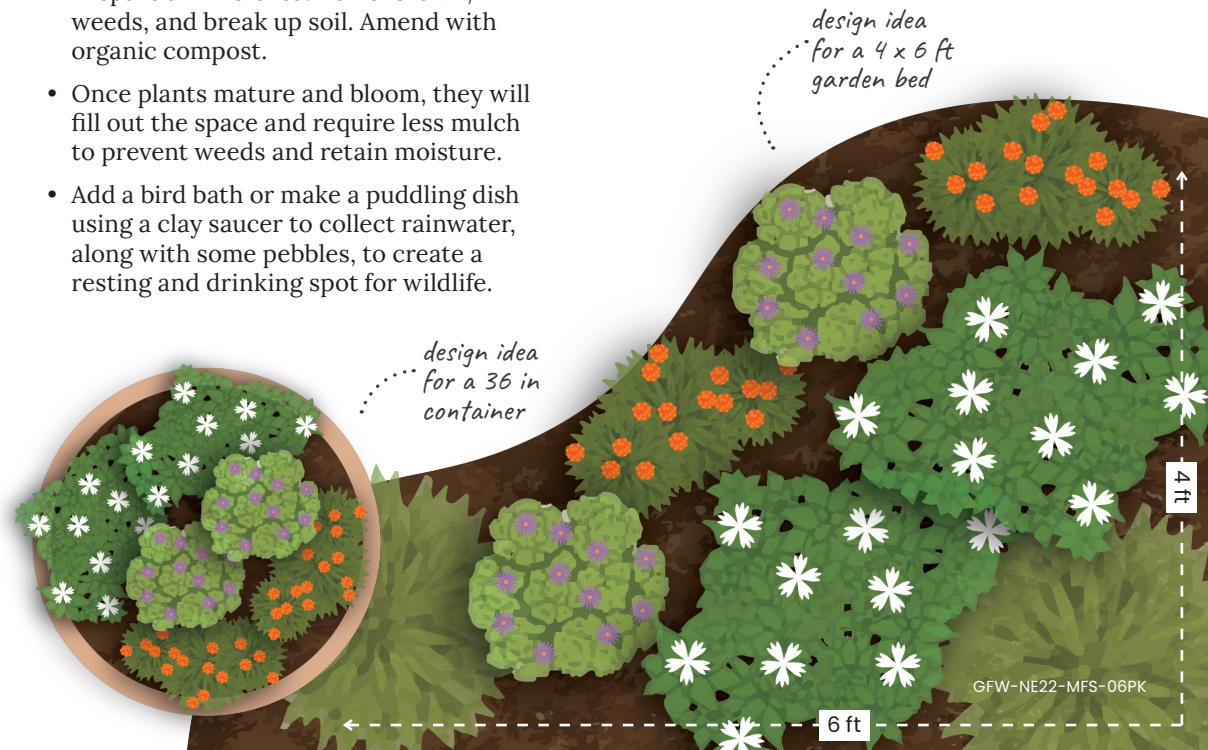 weeds, and break up soil. Amend with
organic compost.
• Once plants mature and bloom, they will
fill out the space and require less mulch
to prevent weeds and retain moisture.
• Add a bird bath or make a puddling dish
using a clay saucer to collect rainwater,
along with some pebbles, to create a
resting and drinking spot for wildlife.
design idea
for a 4 x 6 ft
garden bed
design idea
for a 36 in
container
4 ft
GFW-NE22-MFS-06PK
6 ft